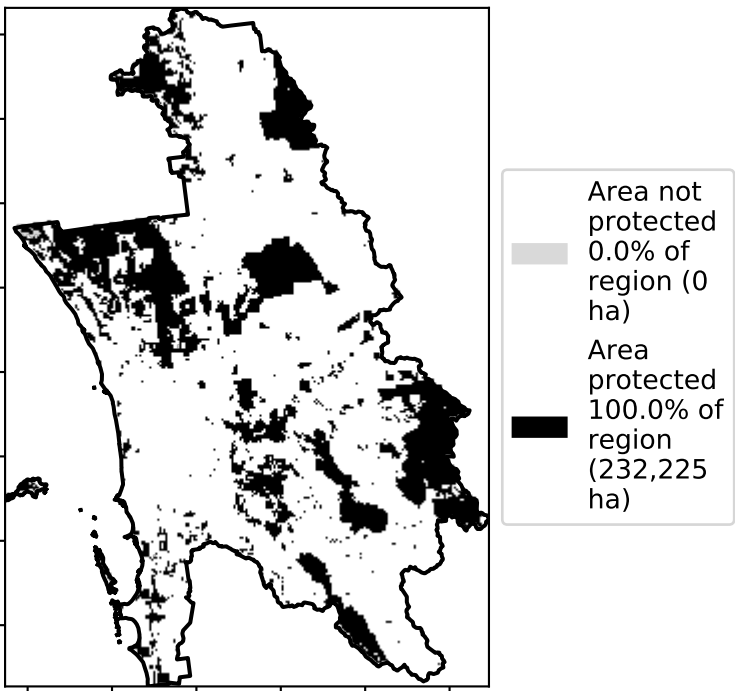 Area not
protected
0.0% of
region (0
ha)
Area
protected
100.0% of
region
(232,225
ha)